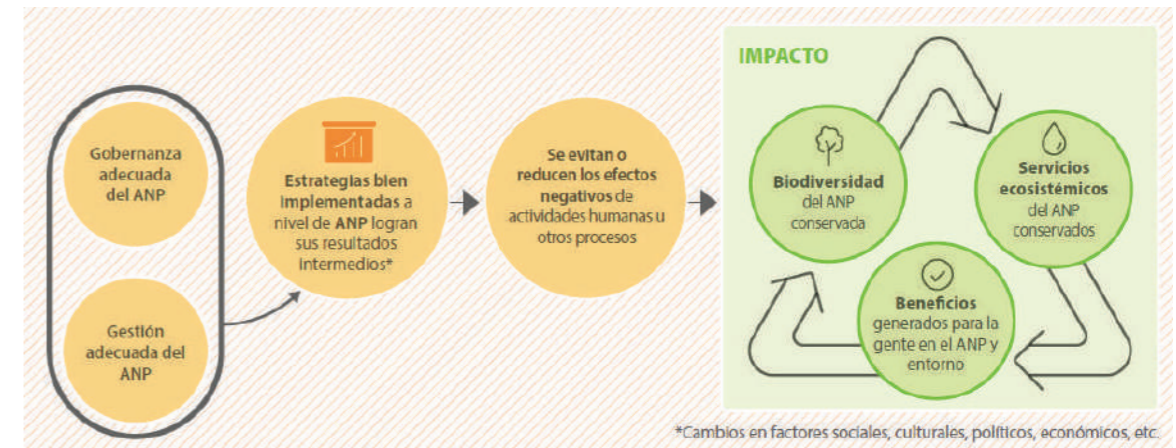 Gobernanza
adecuada
del ANP
Gestión
adecuada del
ANP
Estrategias bien
implementadas a
nivel de ANP logran
sus resultados
intermedios*
Se evitan o
reducen los efectos
negativos de
actividades humanas u
otros procesos
IMPACTO
Biodiversidad
del ANP
conservada
Servicios
ecosistémicos
del ANP
conservados
Beneficios
generados para la
gente en el ANP y
entorno
*Cambios en factores sociales, culturales, políticos, económicos, etc.